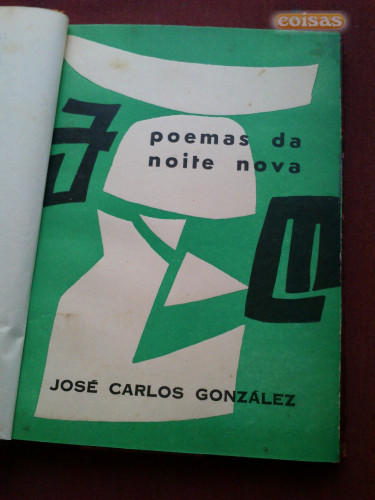 coisas
poemas da
noite nova
JOSÉ CARLOS GONZÁLEZ